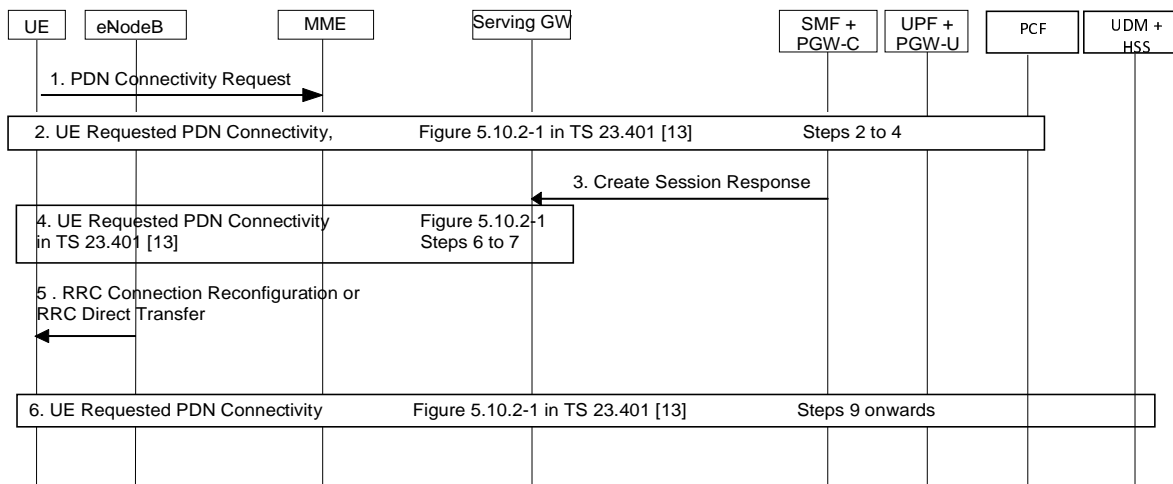 UE
eNodeB
MME
Serving GW
SMF +
PGW-C
UPF +
PGW-U
PCF
UDM +
HSS
1. PDN Connectivity Request
2. UE Requested PDN Connectivity, Figure 5.10.2-1 in TS 23.401 [13] Steps 2 to 4
3. Create Session Response
4. UE Requested PDN Connectivity Figure 5.10.2-1
in TS 23.401 [13] Steps 6 to 7
5 . RRC Connection Reconfiguration or
RRC Direct Transfer
6. UE Requested PDN Connectivity Figure 5.10.2-1 in TS 23.401 [13] Steps 9 onwards